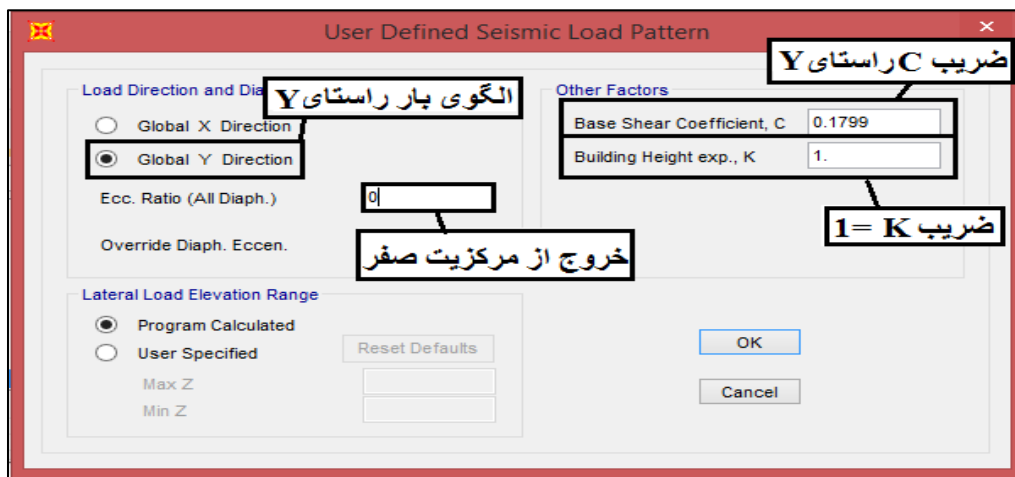 User Defined Seismic Load Pattern
ضریب C راستای Y
Load Direction and Dia
الگوی بار راستای Y
Other Factors
Global X Direction
Base Shear Coefficient, C
0.1799
Global Y Direction
Building Height exp., K
1.
Ecc. Ratio (All Diaph.)
0
ضریب K =1
Override Diaph. Eccen.
خروج از مرکزیت صفر
Lateral Load Elevation Range
Program Calculated
User Specified
Reset Defaults
OK
Max Z
Cancel
Min Z